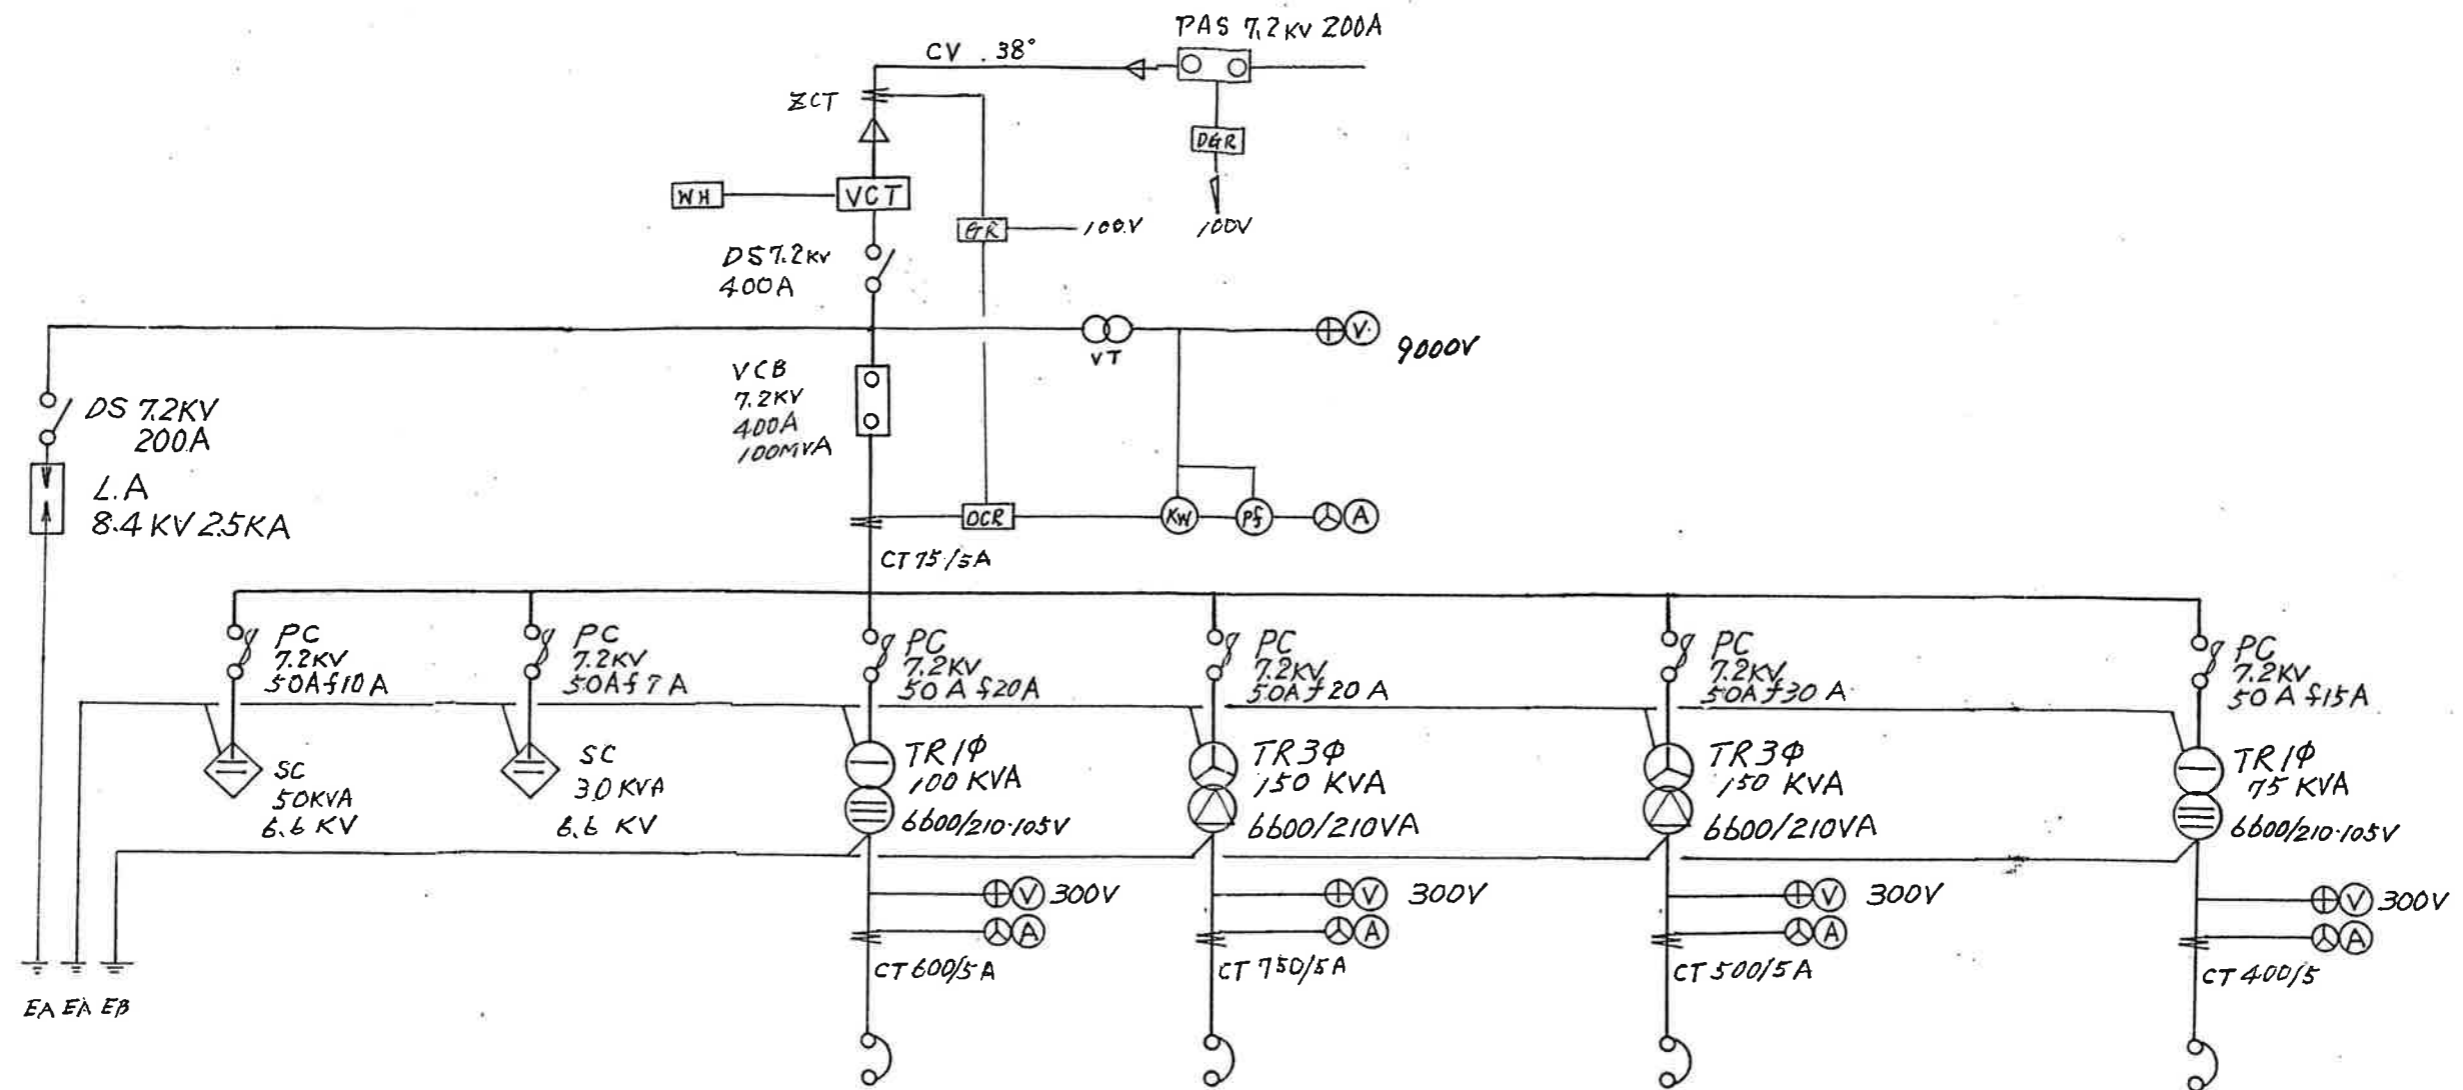 PAS 7.2KV 200A
CV . 38°
ZCT
DGR
WH
VCT
GR
100V
100V
DS 7.2KV
400A
VT
V
9000V
VCB
7.2KV
400A
100MVA
DS 7.2KV
200A
L.A
8.4KV 2.5KA
OCR
KW
Pf
A
CT 75/5A
PC
7.2KV
50A f10A
PC
7.2KV
50A f7A
PC
7.2KV
50A f20A
PC
7.2KV
50A f20A
PC
7.2KV
50A f30A
PC
7.2KV
50A f15A
SC
50KVA
6.6KV
SC
30KVA
6.6KV
TR1Φ
100KVA
6600/210·105V
TR3Φ
150KVA
6600/210VA
TR3Φ
150KVA
6600/210VA
TR1Φ
75KVA
6600/210·105V
V 300V
A
CT 600/5A
V 300V
A
CT 750/5A
V 300V
A
CT 500/5A
V 300V
A
CT 400/5
EA EA EB